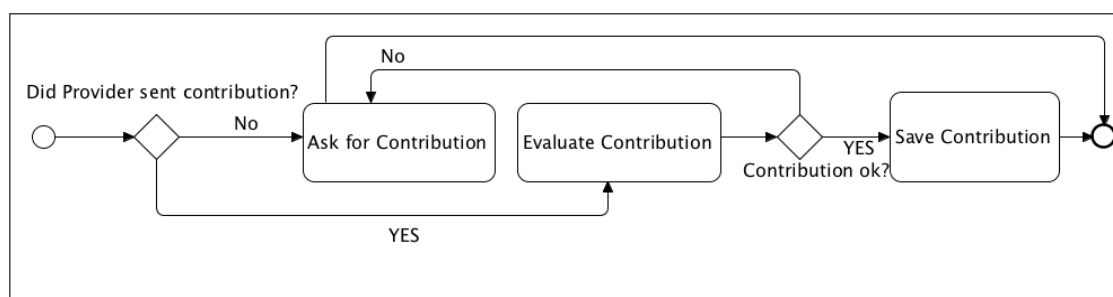 No
Did Provider sent contribution?
No
Ask for Contribution
Evaluate Contribution
YES
Save Contribution
Contribution ok?
YES